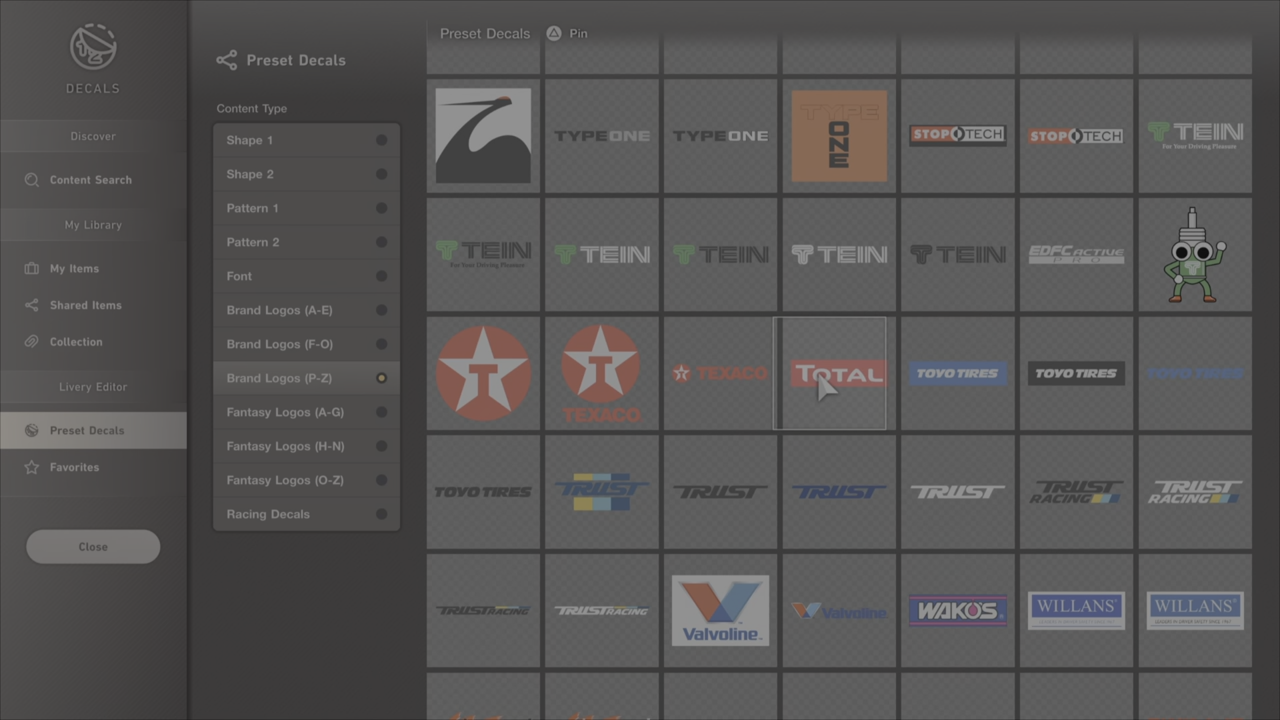 DECALS
Discover
Content Search
My Library
My Items
Shared Items
Collection
Livery Editor
Preset Decals
Favorites
Close
Preset Decals
Content Type
Shape 1
Shape 2
Pattern 1
Pattern 2
Font
Brand Logos (A-E)
Brand Logos (F-O)
Brand Logos (P-Z)
Fantasy Logos (A-G)
Fantasy Logos (H-N)
Fantasy Logos (O-Z)
Racing Decals
Preset Decals Pin
TYPEONE
TYPEONE
TYPE
ONE
STOPTECH
STOPTECH
TEIN
For Your Driving Pleasure
TEIN
For Your Driving Pleasure
TEIN
TEIN
TEIN
TEIN
EDFC ACTIVE
PRO
T
T
TEXACO
TEXACO
TOTAL
TOYO TIRES
TOYO TIRES
TOYO TIRES
TOYO TIRES
TRUST
TRUST
TRUST
TRUST
TRUST
RACING
TRUST
RACING
TRUST RACING
TRUST RACING
Valvoline™
Valvoline
WAKO'S
WILLANS®
WILLANS®